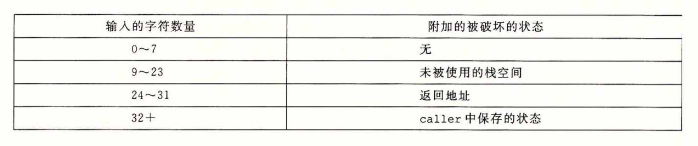 输入的字符数量 附加的被破坏的状态
0～7 无
9～23 未被使用的栈空间
24～31 返回地址
32+ caller中保存的状态